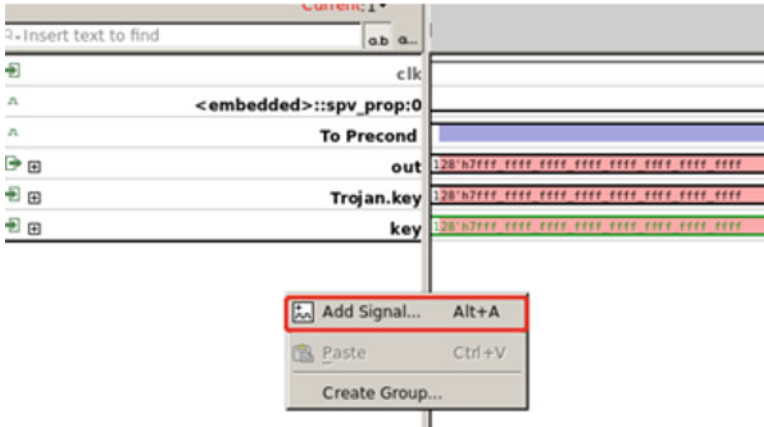 Current:1
Insert text to find
a.b a...
clk
<embedded>::spv_prop:0
To Precond
out 128'h7fff_ffff_ffff_ffff_ffff_ffff_ffff_ffff
Trojan.key 128'h7fff_ffff_ffff_ffff_ffff_ffff_ffff_ffff
key 128'h7fff_ffff_ffff_ffff_ffff_ffff_ffff_ffff
Add Signal... Alt+A
Paste Ctrl+V
Create Group...